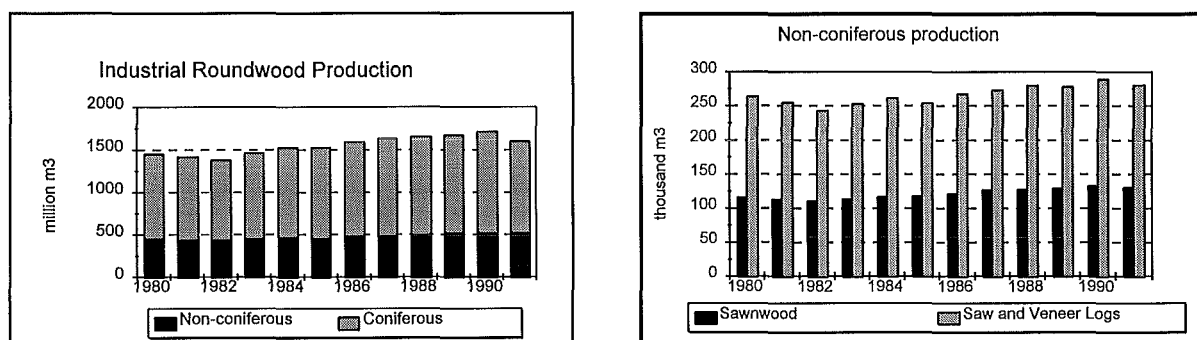 Industrial Roundwood Production
2000
1500
1000
500
0
million m3
1980 1982 1984 1986 1988 1990
Non-coniferous Coniferous
Non-coniferous production
300
250
200
150
100
50
0
thousand m3
1980 1982 1984 1986 1988 1990
Sawnwood Saw and Veneer Logs